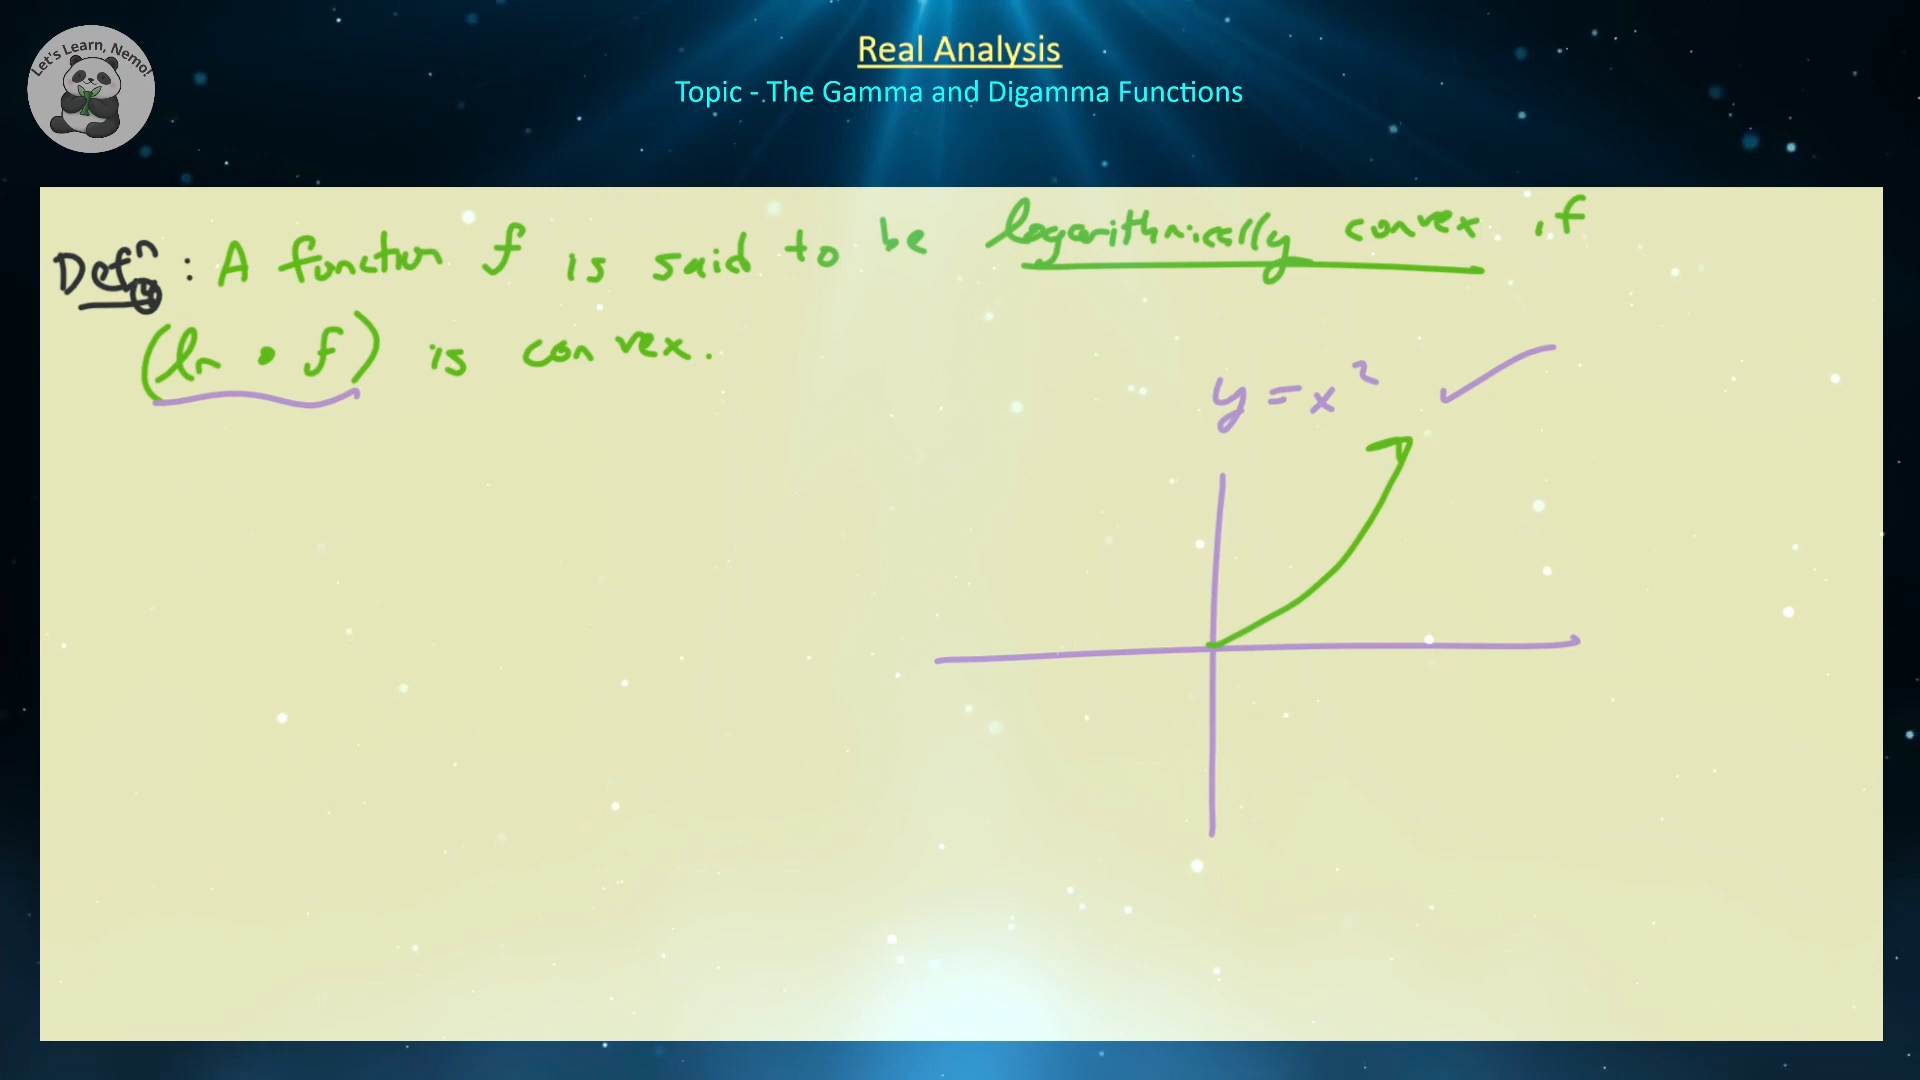 Let's Learn, Nemo!
Real Analysis
Topic - The Gamma and Digamma Functions
Defⁿ: A function f is said to be logarithmically convex if
(ln ∘ f) is convex.
y = x²